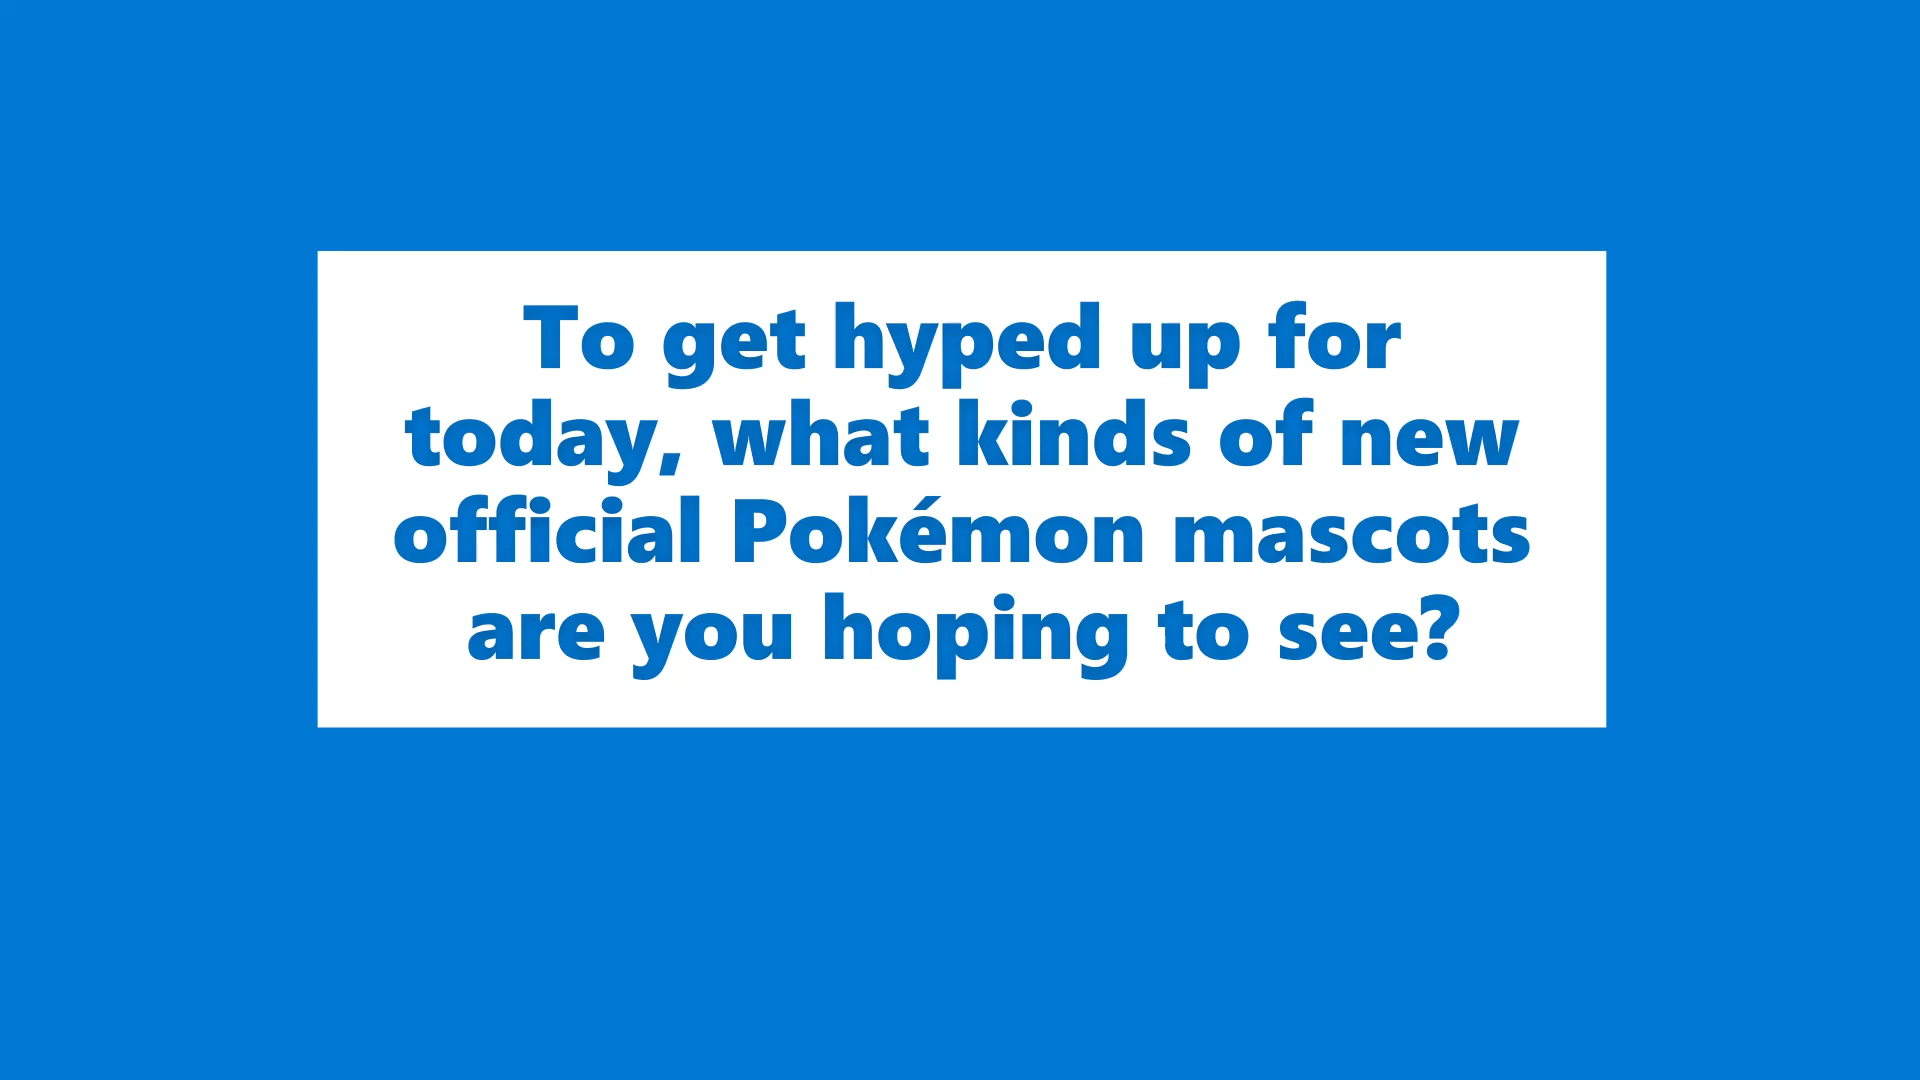 To get hyped up for
today, what kinds of new
official Pokémon mascots
are you hoping to see?